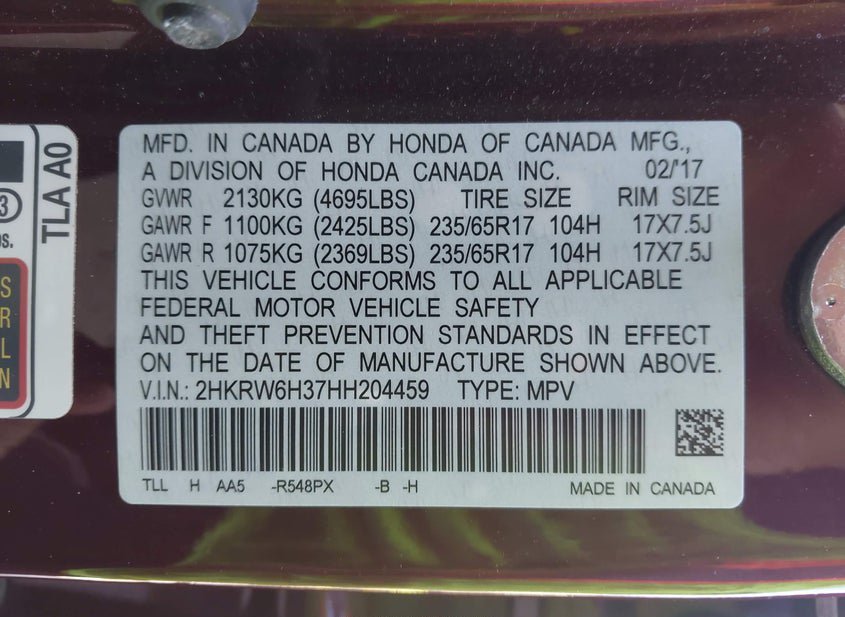 MFD. IN CANADA BY HONDA OF CANADA MFG.,
A DIVISION OF HONDA CANADA INC. 02/'17
GVWR 2130KG (4695LBS) TIRE SIZE RIM SIZE
GAWR F 1100KG (2425LBS) 235/65R17 104H 17X7.5J
GAWR R 1075KG (2369LBS) 235/65R17 104H 17X7.5J
THIS VEHICLE CONFORMS TO ALL APPLICABLE
FEDERAL MOTOR VEHICLE SAFETY
AND THEFT PREVENTION STANDARDS IN EFFECT
ON THE DATE OF MANUFACTURE SHOWN ABOVE.
V.I.N.: 2HKRW6H37HH204459 TYPE: MPV
TLL H AA5 -R548PX -B -H MADE IN CANADA
TLA A0